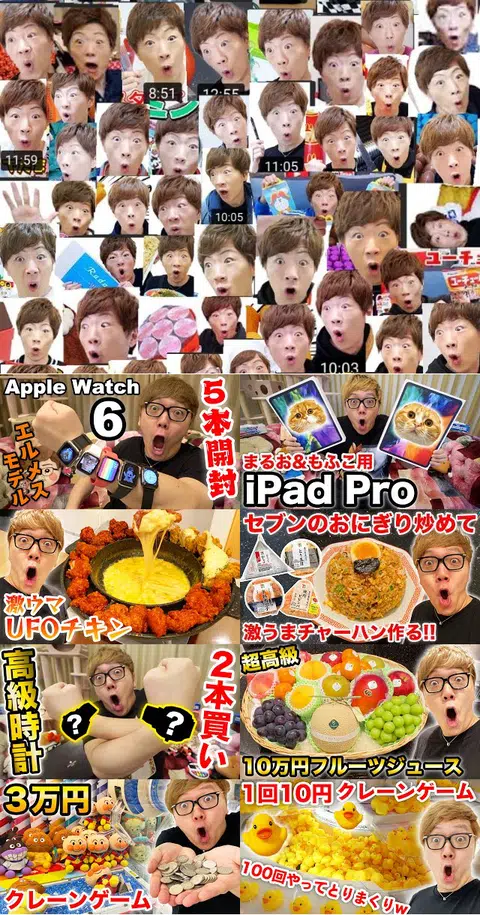 8:51
12:55
11:59
11:05
10:05
ユーチュ
10:03
Apple Watch
6
エルメス
モデル
5本開封
まるお&もふこ用
iPad Pro
激ウマ
UFOチキン
セブンのおにぎり炒めて
激うまチャーハン作る!!
高級時計
?
?
2本買い
超高級
10万円フルーツジュース
3万円
クレーンゲーム
1回10円 クレーンゲーム
100回やってとりまくりw